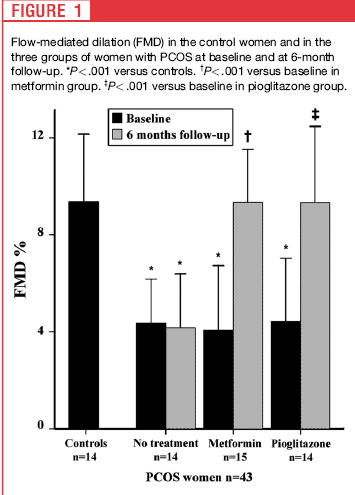 FIGURE 1
Flow-mediated dilation (FMD) in the control women and in the
three groups of women with PCOS at baseline and at 6-month
follow-up. *P<.001 versus controls. †P<.001 versus baseline in
metformin group. ‡P<.001 versus baseline in pioglitazone group.
Baseline
6 months follow-up
12
8
4
0
FMD %
* * * † * ‡
Controls No treatment Metformin Pioglitazone
n=14 n=14 n=15 n=14
PCOS women n=43